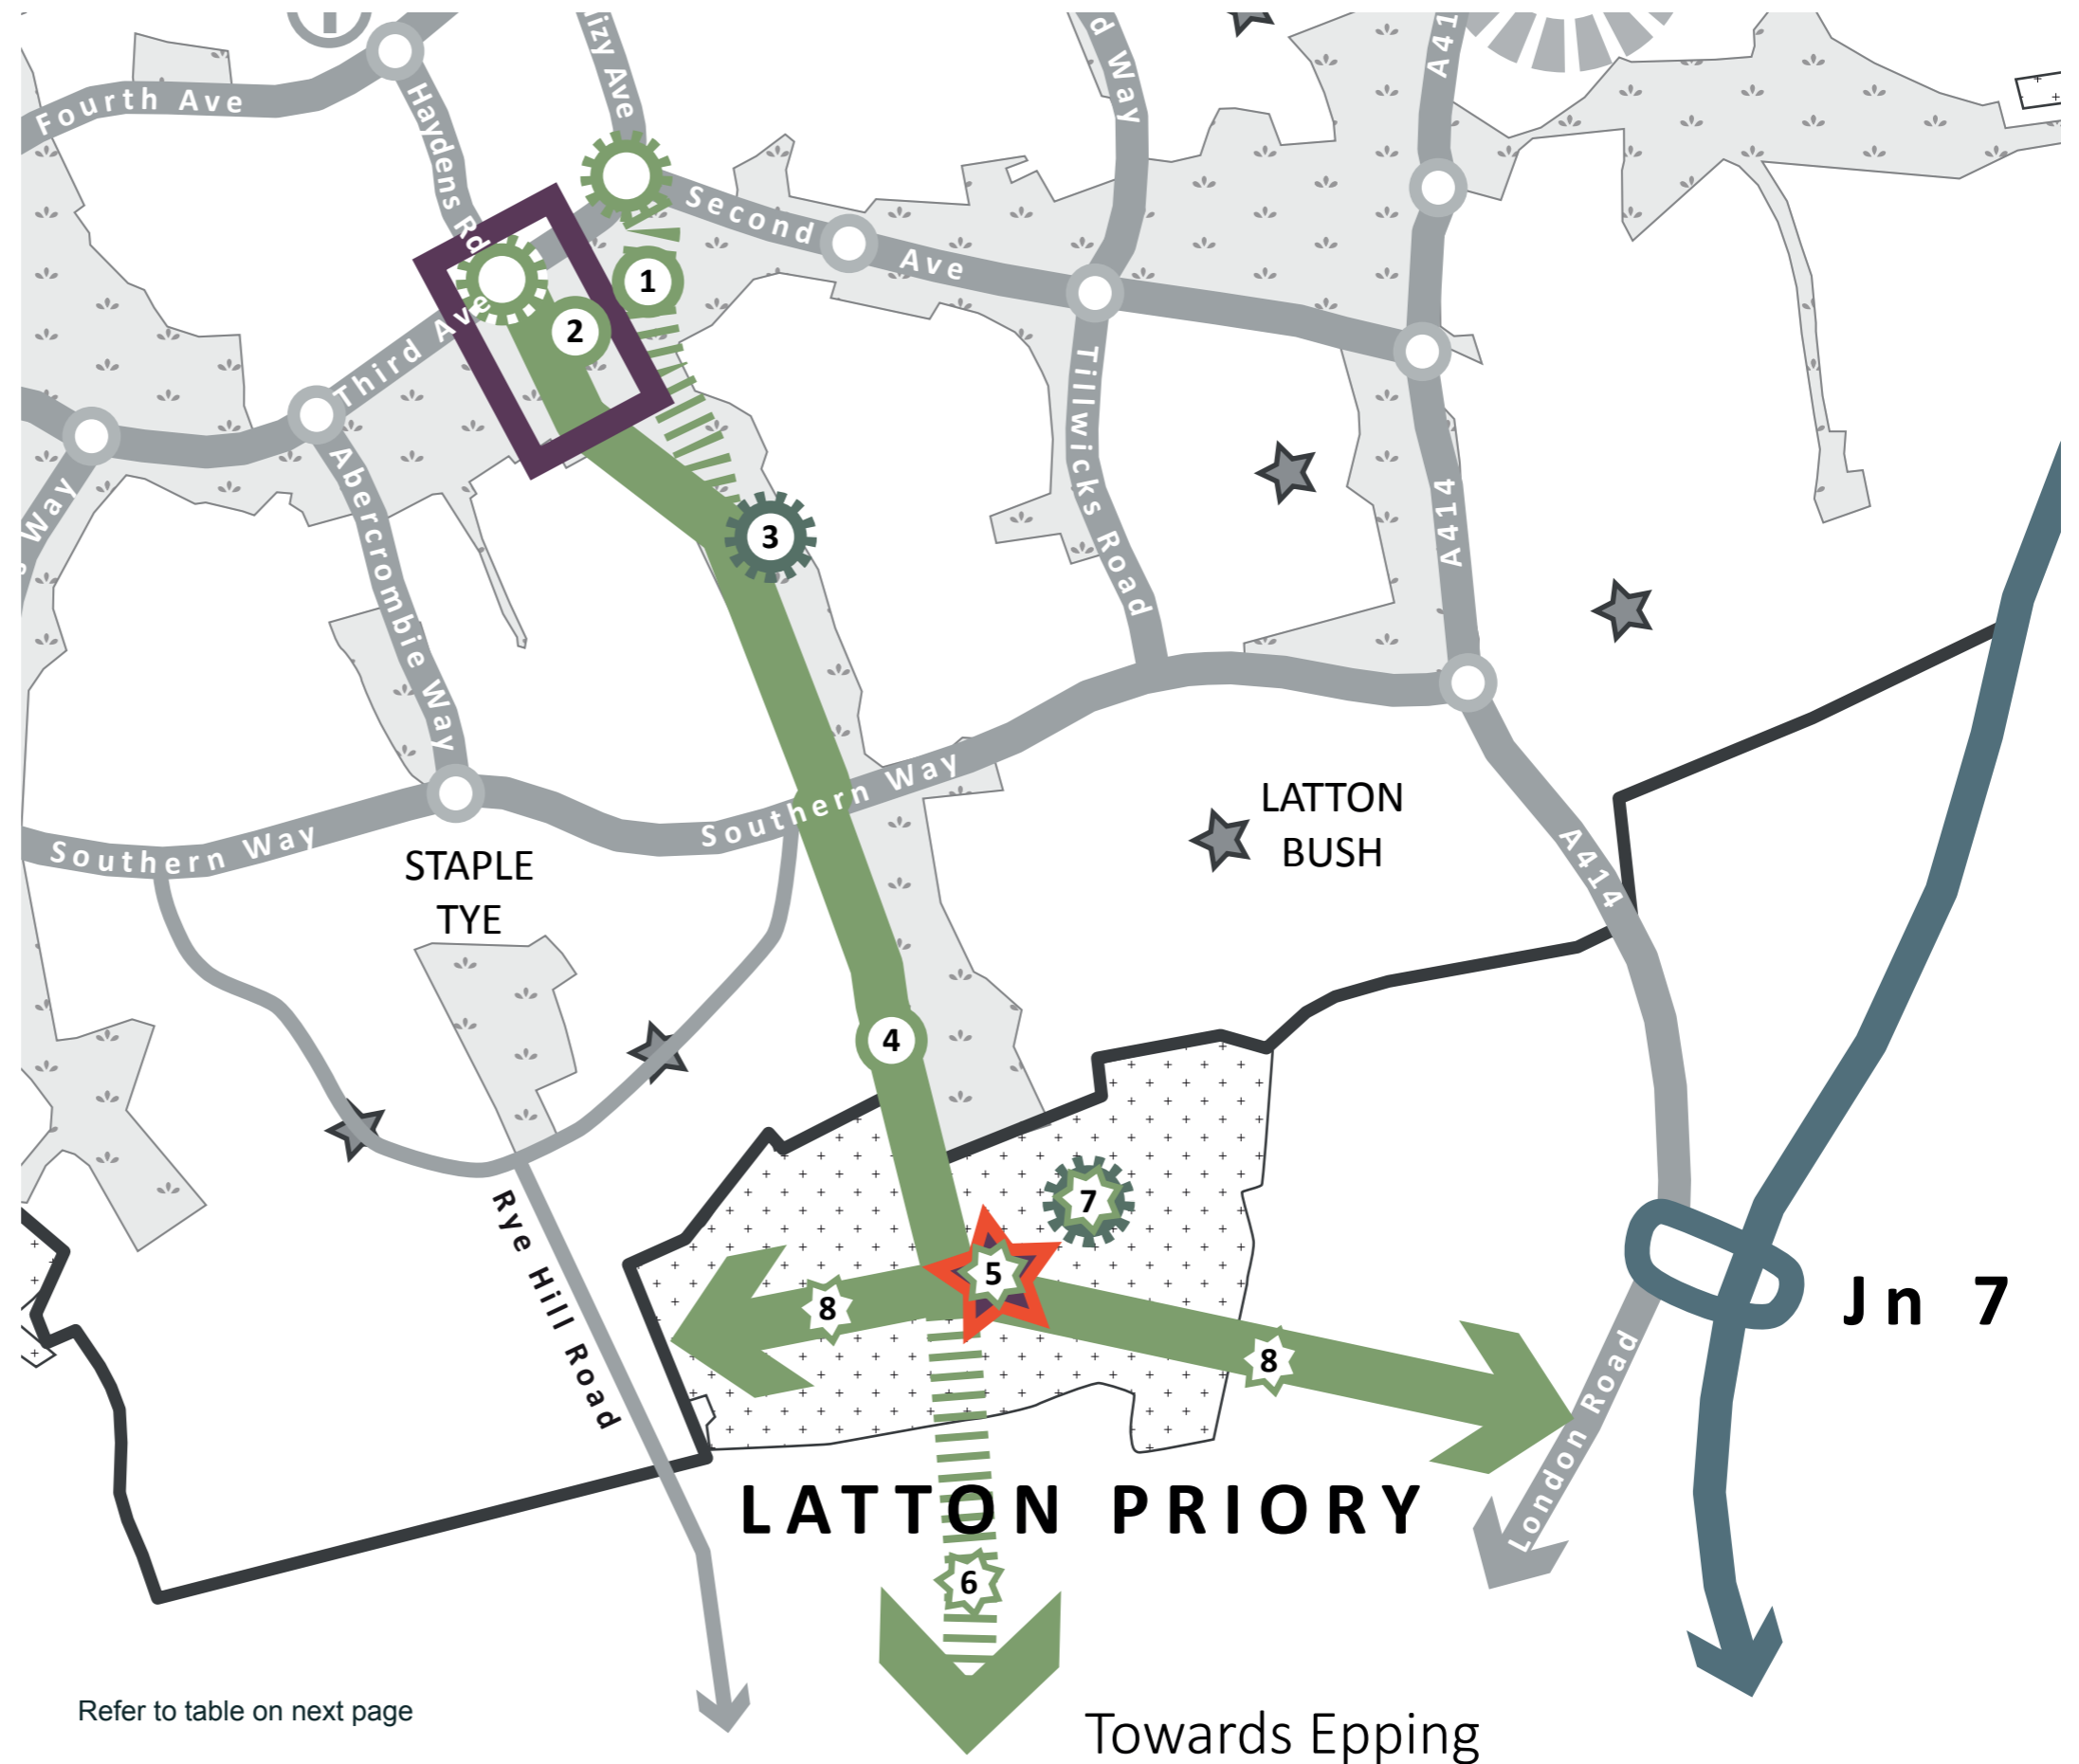 Fourth Ave
Haydens Rd
izy Ave
d Way
A41
Second Ave
1
2
Third Ave
3
Way
Abercrombie Way
Tillwicks Road
A414
Southern Way
Southern Way
STAPLE
TYE
LATTON
BUSH
A414
4
7
5
8
8
Rye Hill Road
Jn 7
London Road
LATTON PRIORY
6
Refer to table on next page
Towards Epping